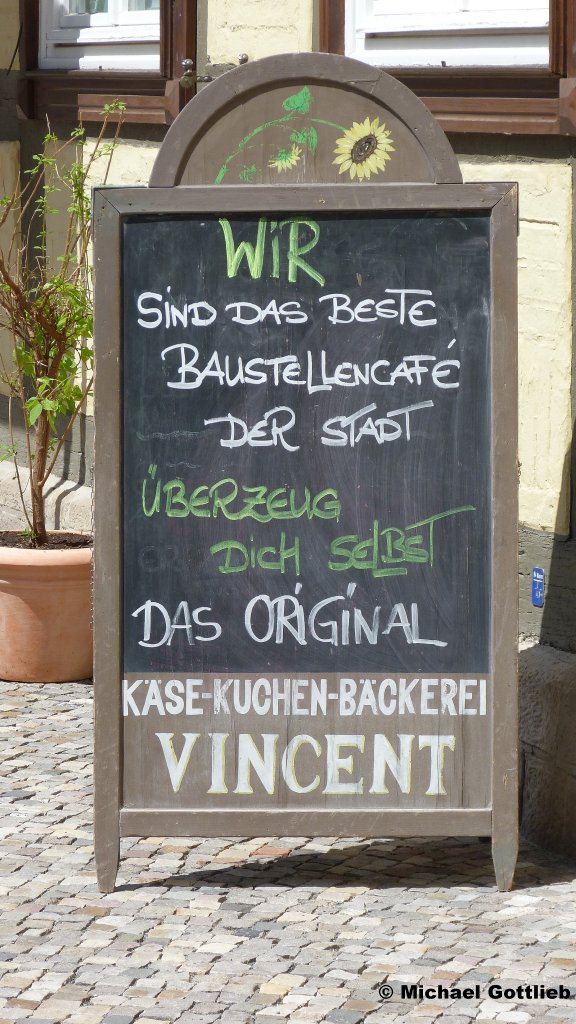 WIR
SIND DAS BESTE
BAUSTELLENCAFÉ
DER STADT
ÜBERZEUG
DICH SELBST
DAS ORIGINAL
KÄSE-KUCHEN-BÄCKEREI
VINCENT
© Michael Gottlieb